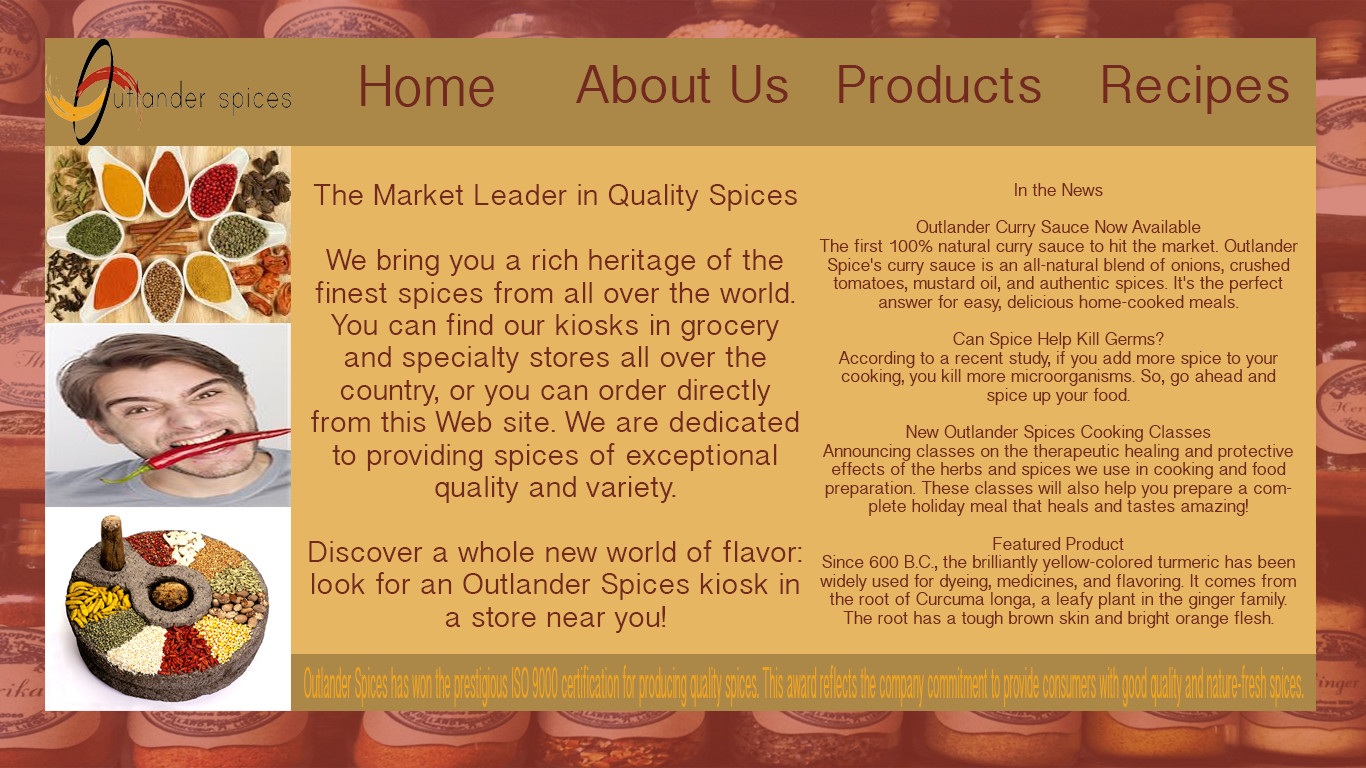 Outlander spices
Home About Us Products Recipes
The Market Leader in Quality Spices
We bring you a rich heritage of the
finest spices from all over the world.
You can find our kiosks in grocery
and specialty stores all over the
country, or you can order directly
from this Web site. We are dedicated
to providing spices of exceptional
quality and variety.
Discover a whole new world of flavor:
look for an Outlander Spices kiosk in
a store near you!
In the News
Outlander Curry Sauce Now Available
The first 100% natural curry sauce to hit the market. Outlander
Spice's curry sauce is an all-natural blend of onions, crushed
tomatoes, mustard oil, and authentic spices. It's the perfect
answer for easy, delicious home-cooked meals.
Can Spice Help Kill Germs?
According to a recent study, if you add more spice to your
cooking, you kill more microorganisms. So, go ahead and
spice up your food.
New Outlander Spices Cooking Classes
Announcing classes on the therapeutic healing and protective
effects of the herbs and spices we use in cooking and food
preparation. These classes will also help you prepare a com-
plete holiday meal that heals and tastes amazing!
Featured Product
Since 600 B.C., the brilliantly yellow-colored turmeric has been
widely used for dyeing, medicines, and flavoring. It comes from
the root of Curcuma longa, a leafy plant in the ginger family.
The root has a tough brown skin and bright orange flesh.
Outlander Spices has won the prestigious ISO 9000 certification for producing quality spices. This award reflects the company commitment to provide consumers with good quality and nature-fresh spices.